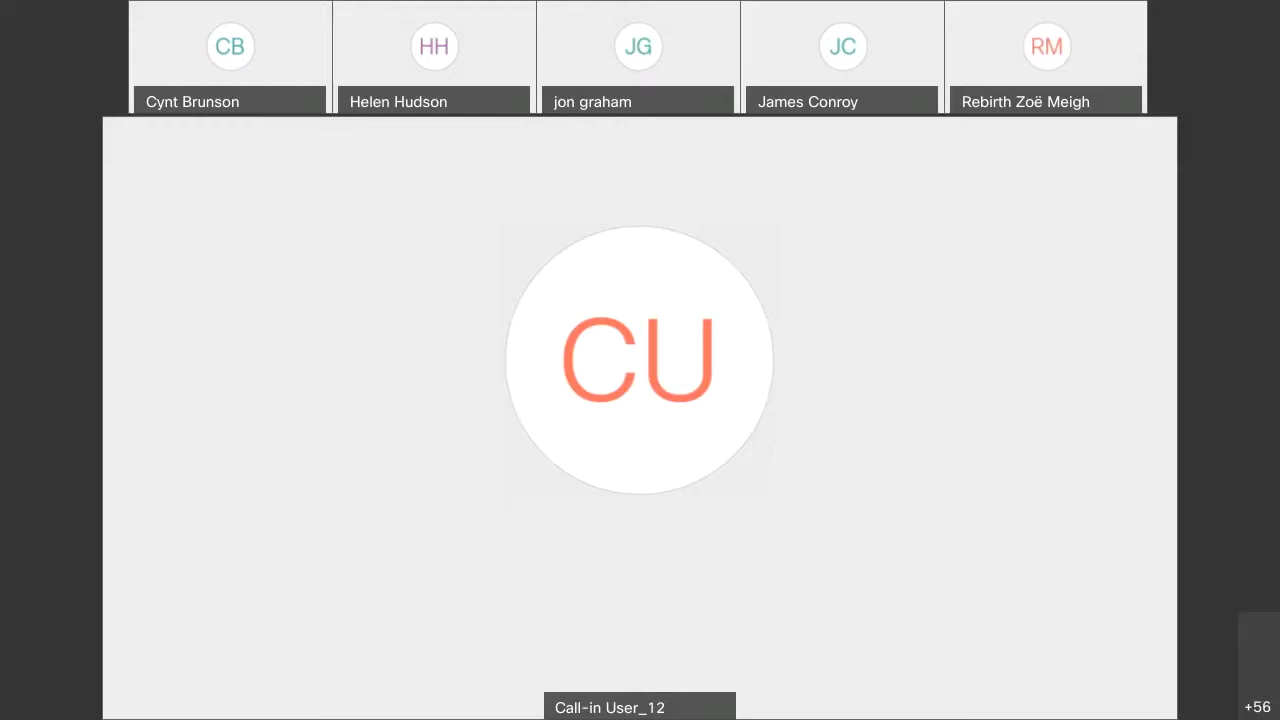 CB
Cynt Brunson
HH
Helen Hudson
JG
jon graham
JC
James Conroy
RM
Rebirth Zoë Meigh
CU
Call-in User_12
+56